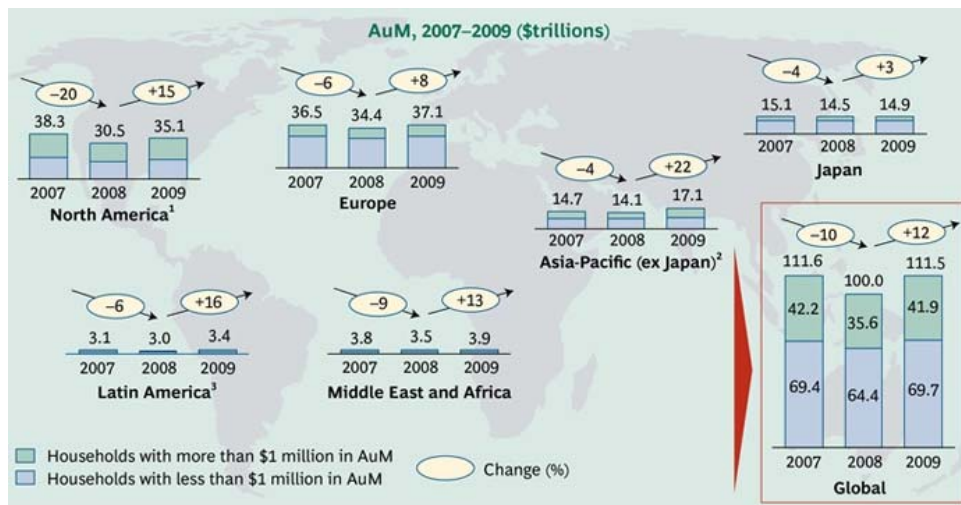 AuM, 2007–2009 ($trillions)
–20 +15
38.3 30.5 35.1
2007 2008 2009
North America¹
–6 +8
36.5 34.4 37.1
2007 2008 2009
Europe
–4 +3
15.1 14.5 14.9
2007 2008 2009
Japan
–4 +22
14.7 14.1 17.1
2007 2008 2009
Asia-Pacific (ex Japan)²
–6 +16
3.1 3.0 3.4
2007 2008 2009
Latin America³
–9 +13
3.8 3.5 3.9
2007 2008 2009
Middle East and Africa
–10 +12
111.6 100.0 111.5
42.2 35.6 41.9
69.4 64.4 69.7
2007 2008 2009
Global
Households with more than $1 million in AuM
Households with less than $1 million in AuM
Change (%)